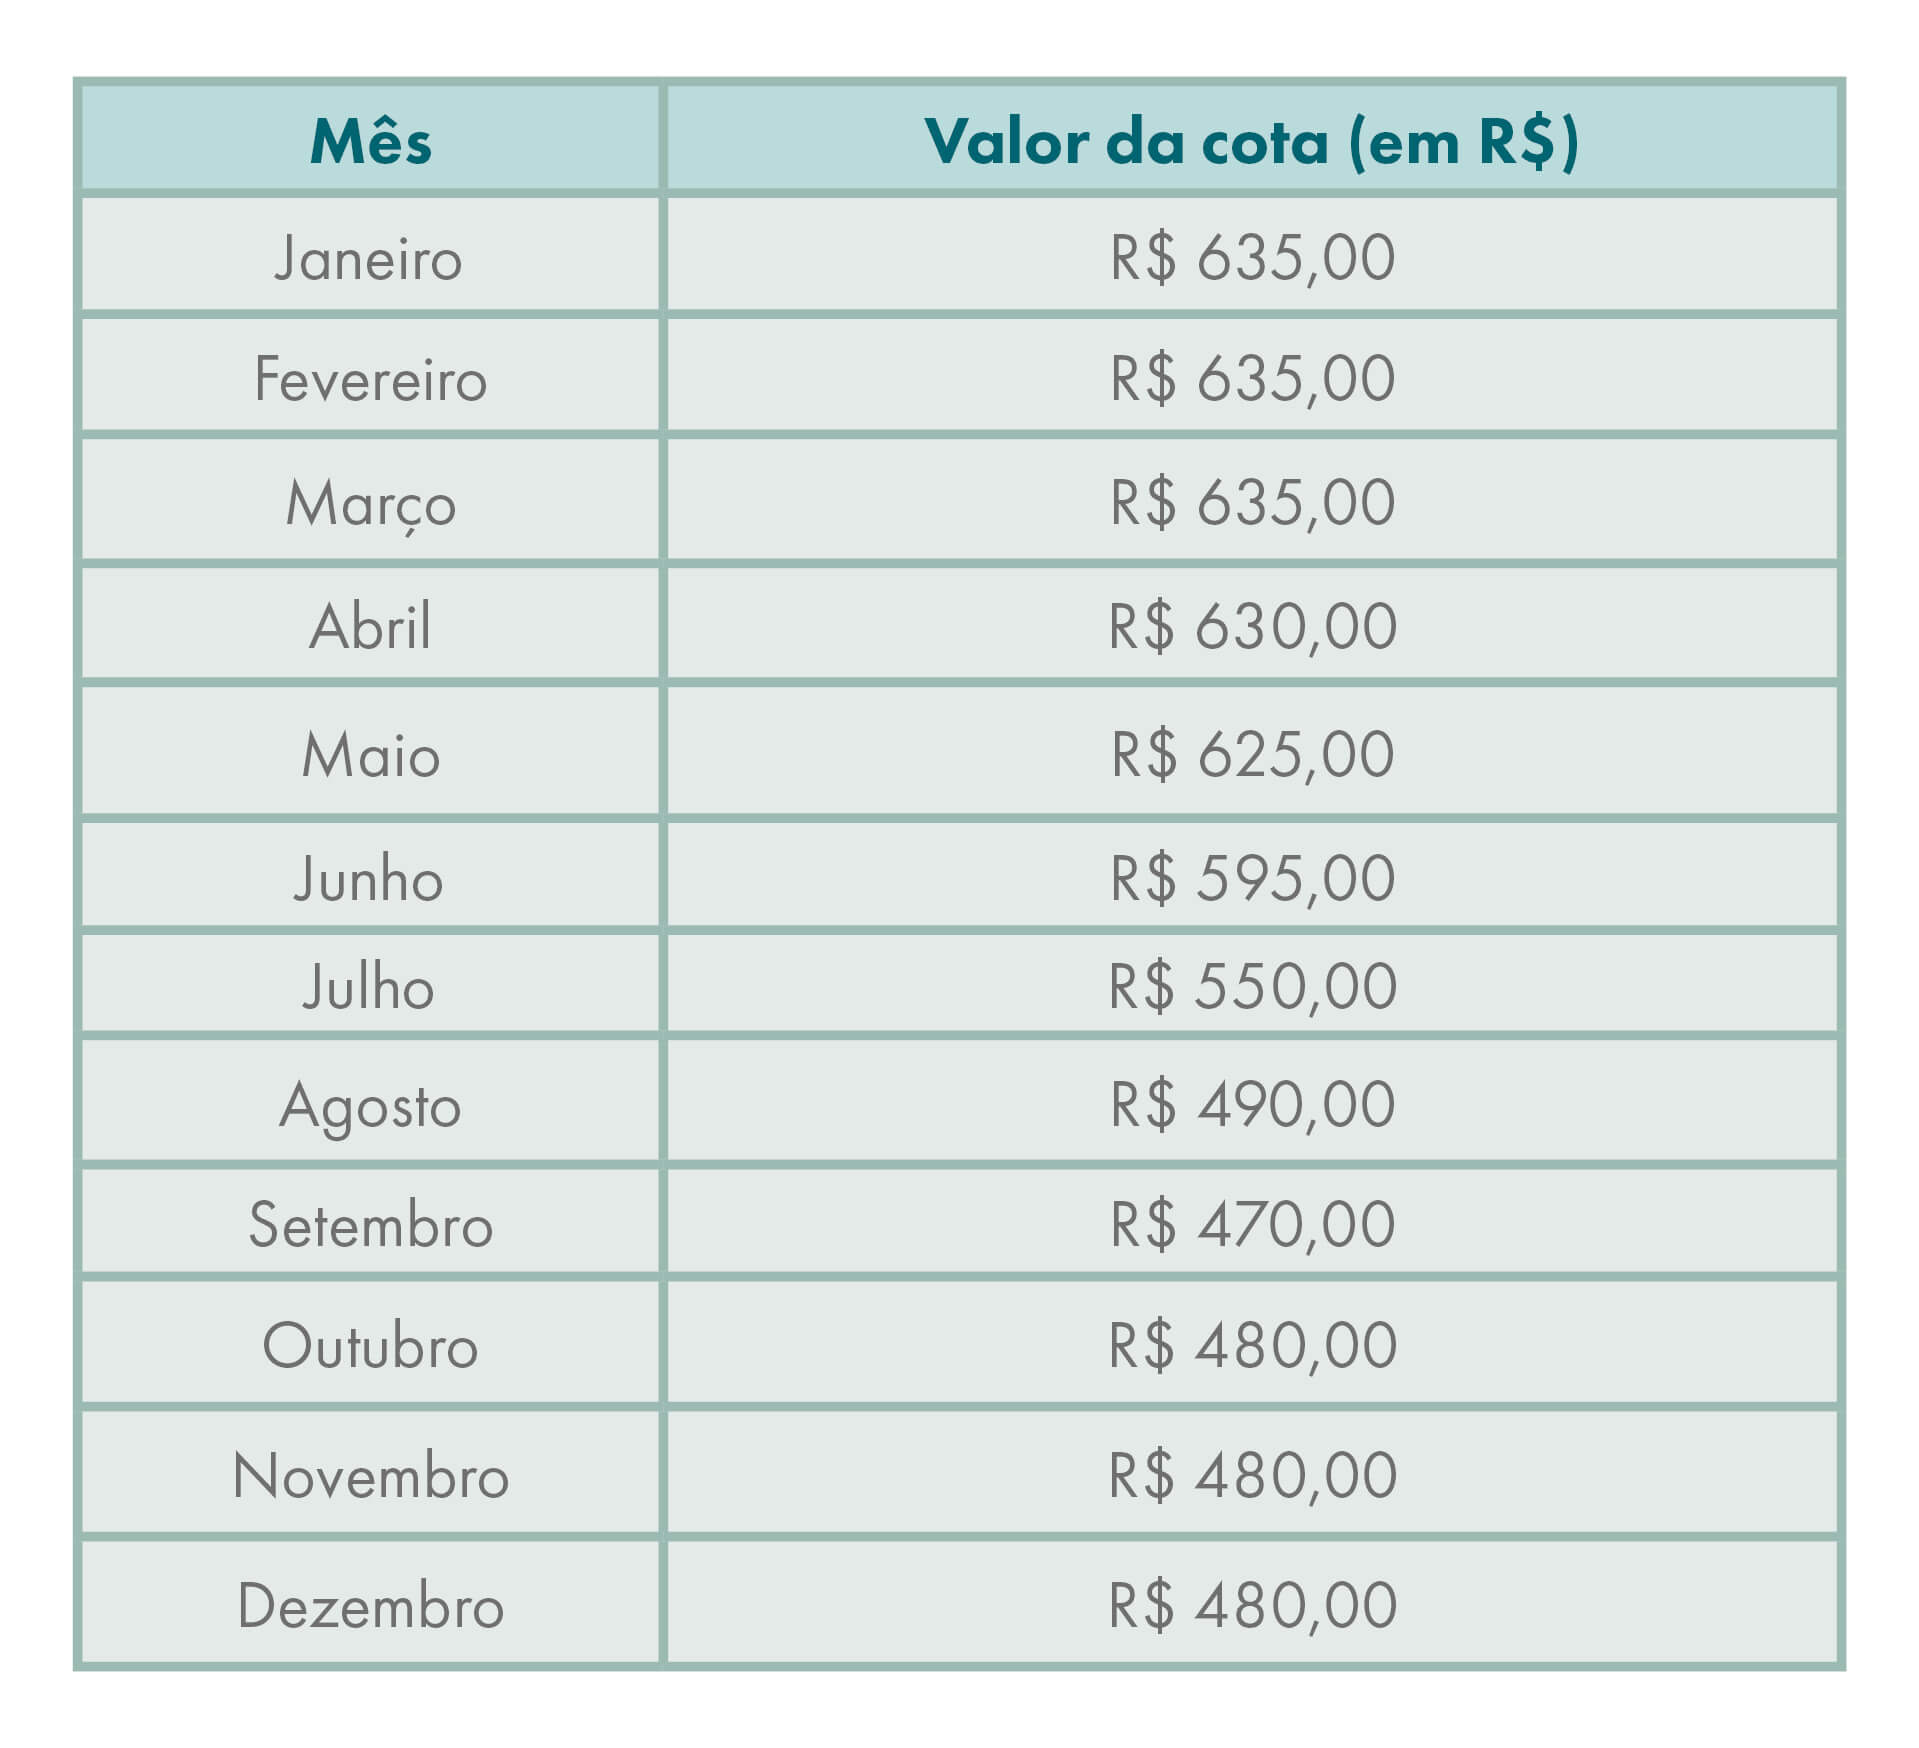 Mês Valor da cota (em R$)
Janeiro R$ 635,00
Fevereiro R$ 635,00
Março R$ 635,00
Abril R$ 630,00
Maio R$ 625,00
Junho R$ 595,00
Julho R$ 550,00
Agosto R$ 490,00
Setembro R$ 470,00
Outubro R$ 480,00
Novembro R$ 480,00
Dezembro R$ 480,00